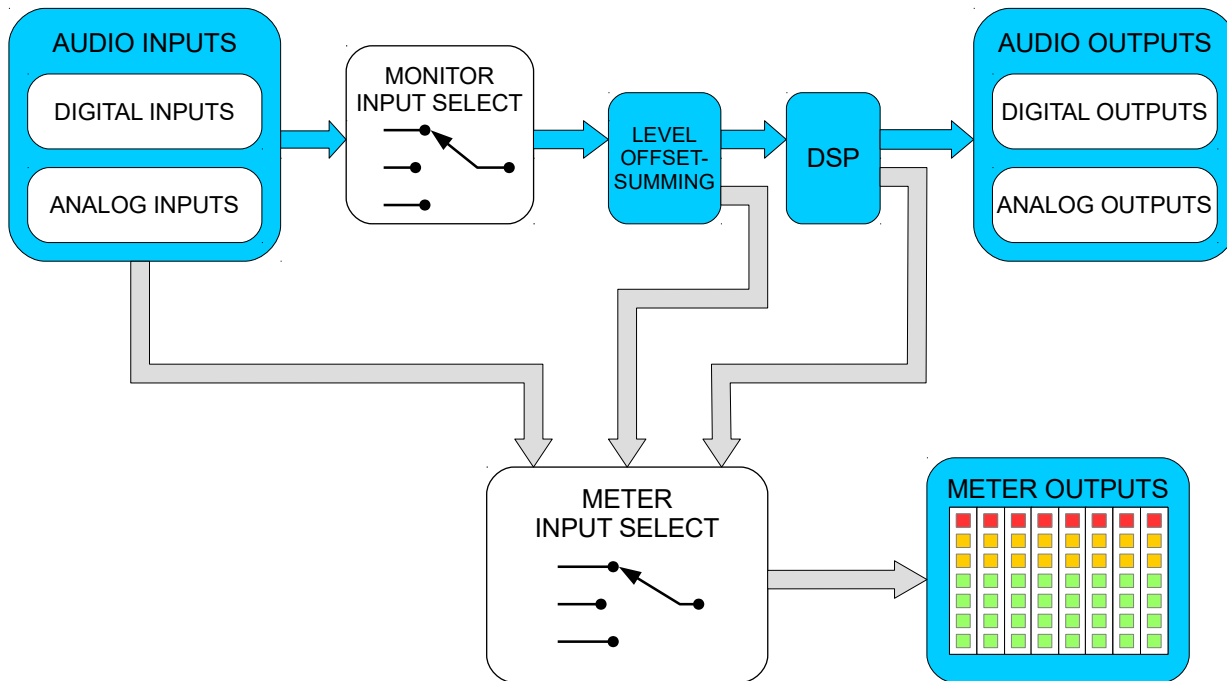 AUDIO INPUTS
DIGITAL INPUTS
ANALOG INPUTS
MONITOR
INPUT SELECT
LEVEL
OFFSET-
SUMMING
DSP
AUDIO OUTPUTS
DIGITAL OUTPUTS
ANALOG OUTPUTS
METER
INPUT SELECT
METER OUTPUTS